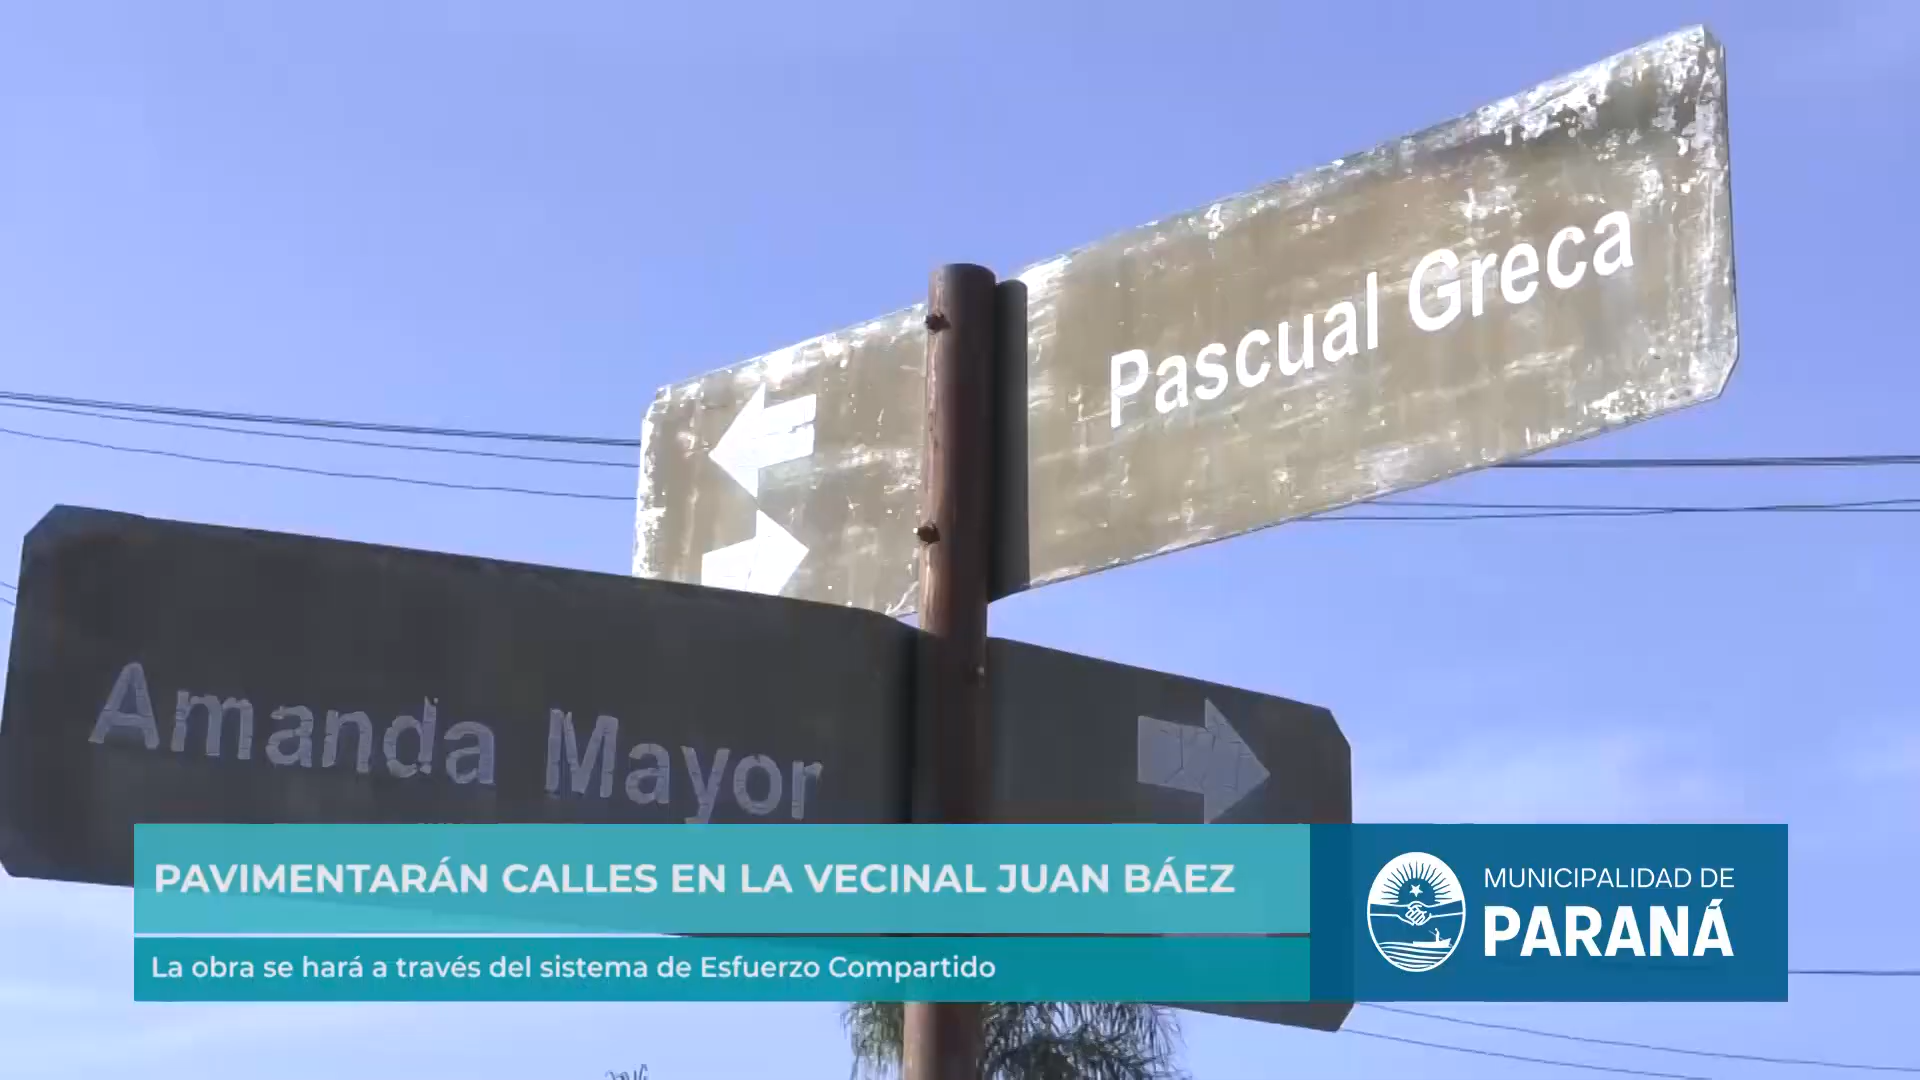 Pascual Greca
Amanda Mayor
PAVIMENTARÁN CALLES EN LA VECINAL JUAN BÁEZ
La obra se hará a través del sistema de Esfuerzo Compartido
MUNICIPALIDAD DE
PARANÁ